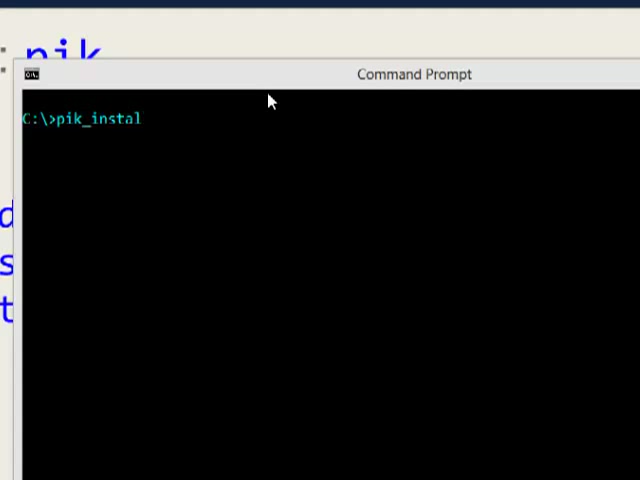 : pik
Command Prompt
C:\>pik_instal
d
s
t